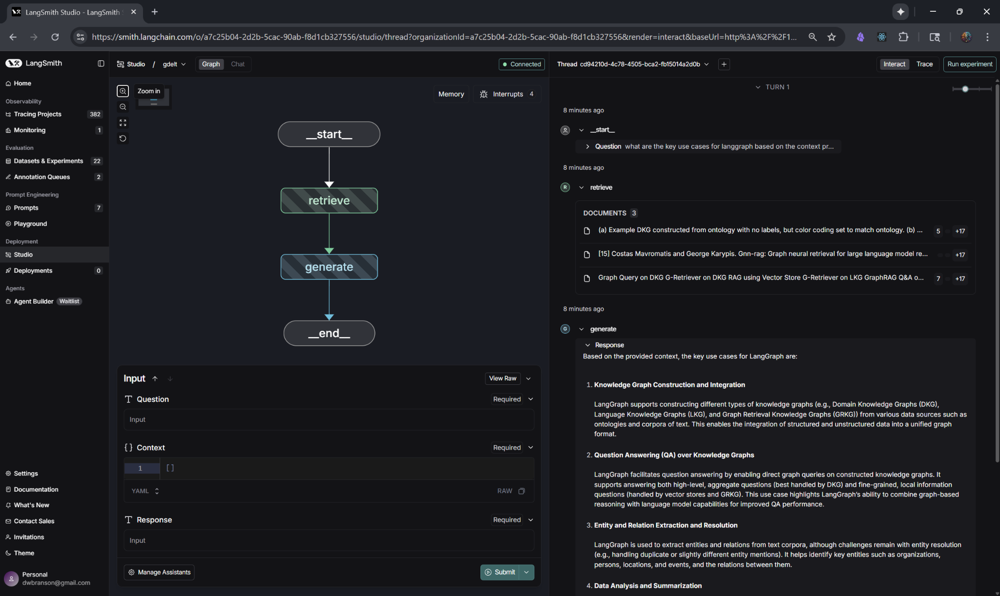 LangSmith Studio - LangSmith
https://smith.langchain.com/o/a7c25b04-2d2b-5cac-90ab-f8d1cb327556/studio/thread?organizationId=a7c25b04-2d2b-5cac-90ab-f8d1cb327556&render=interact&baseUrl=http%3A%2F%2F1...
LangSmith
Home
Observability
Tracing Projects 382
Monitoring 1
Evaluation
Datasets & Experiments 22
Annotation Queues 2
Prompt Engineering
Prompts 7
Playground
Deployment
Studio
Deployments 0
Agents
Agent Builder Waitlist
Settings
Documentation
What's New
Contact Sales
Invitations
Theme
Personal
dwbranson@gmail.com
Studio / gdelt Graph Chat Connected
Zoom in
Memory Interrupts 4
__start__
retrieve
generate
__end__
Input View Raw
Question Required
Input
{} Context Required
1 []
YAML RAW
Response Required
Input
Manage Assistants Submit
Thread cd94210d-4c78-4505-bca2-fb15014a2d0b + Interact Trace Run experiment
TURN 1
8 minutes ago
__start__
Question what are the key use cases for langgraph based on the context pr...
8 minutes ago
R retrieve
DOCUMENTS 3
(a) Example DKG constructed from ontology with no labels, but color coding set to match ontology. (b) ... 5 +17
[15] Costas Mavromatis and George Karypis. Gnn-rag: Graph neural retrieval for large language model re... +17
Graph Query on DKG G-Retriever on DKG RAG using Vector Store G-Retriever on LKG GraphRAG Q&A o... 7 +17
8 minutes ago
G generate
Response
Based on the provided context, the key use cases for LangGraph are:
1. Knowledge Graph Construction and Integration
LangGraph supports constructing different types of knowledge graphs (e.g., Domain Knowledge Graphs (DKG),
Language Knowledge Graphs (LKG), and Graph Retrieval Knowledge Graphs (GRKG)) from various data sources such as
ontologies and corpora of text. This enables the integration of structured and unstructured data into a unified graph
format.
2. Question Answering (QA) over Knowledge Graphs
LangGraph facilitates question answering by enabling direct graph queries on constructed knowledge graphs. It
supports answering both high-level, aggregate questions (best handled by DKG) and fine-grained, local information
questions (handled by vector stores and GRKG). This use case highlights LangGraph's ability to combine graph-based
reasoning with language model capabilities for improved QA performance.
3. Entity and Relation Extraction and Resolution
LangGraph is used to extract entities and relations from text corpora, although challenges remain with entity resolution
(e.g., handling duplicate or slightly different entity mentions). It helps identify key entities such as organizations,
persons, locations, and events, and the relations between them.
4. Data Analysis and Summarization